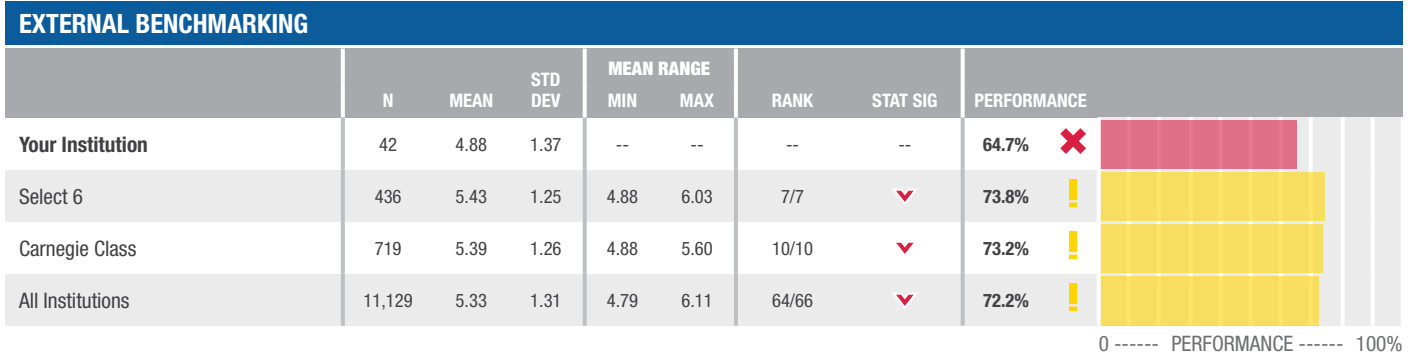 EXTERNAL BENCHMARKING
N MEAN STD DEV MEAN RANGE MIN MAX RANK STAT SIG PERFORMANCE
Your Institution 42 4.88 1.37 -- -- -- -- 64.7%
Select 6 436 5.43 1.25 4.88 6.03 7/7 73.8%
Carnegie Class 719 5.39 1.26 4.88 5.60 10/10 73.2%
All Institutions 11,129 5.33 1.31 4.79 6.11 64/66 72.2%
0 ------ PERFORMANCE ------ 100%